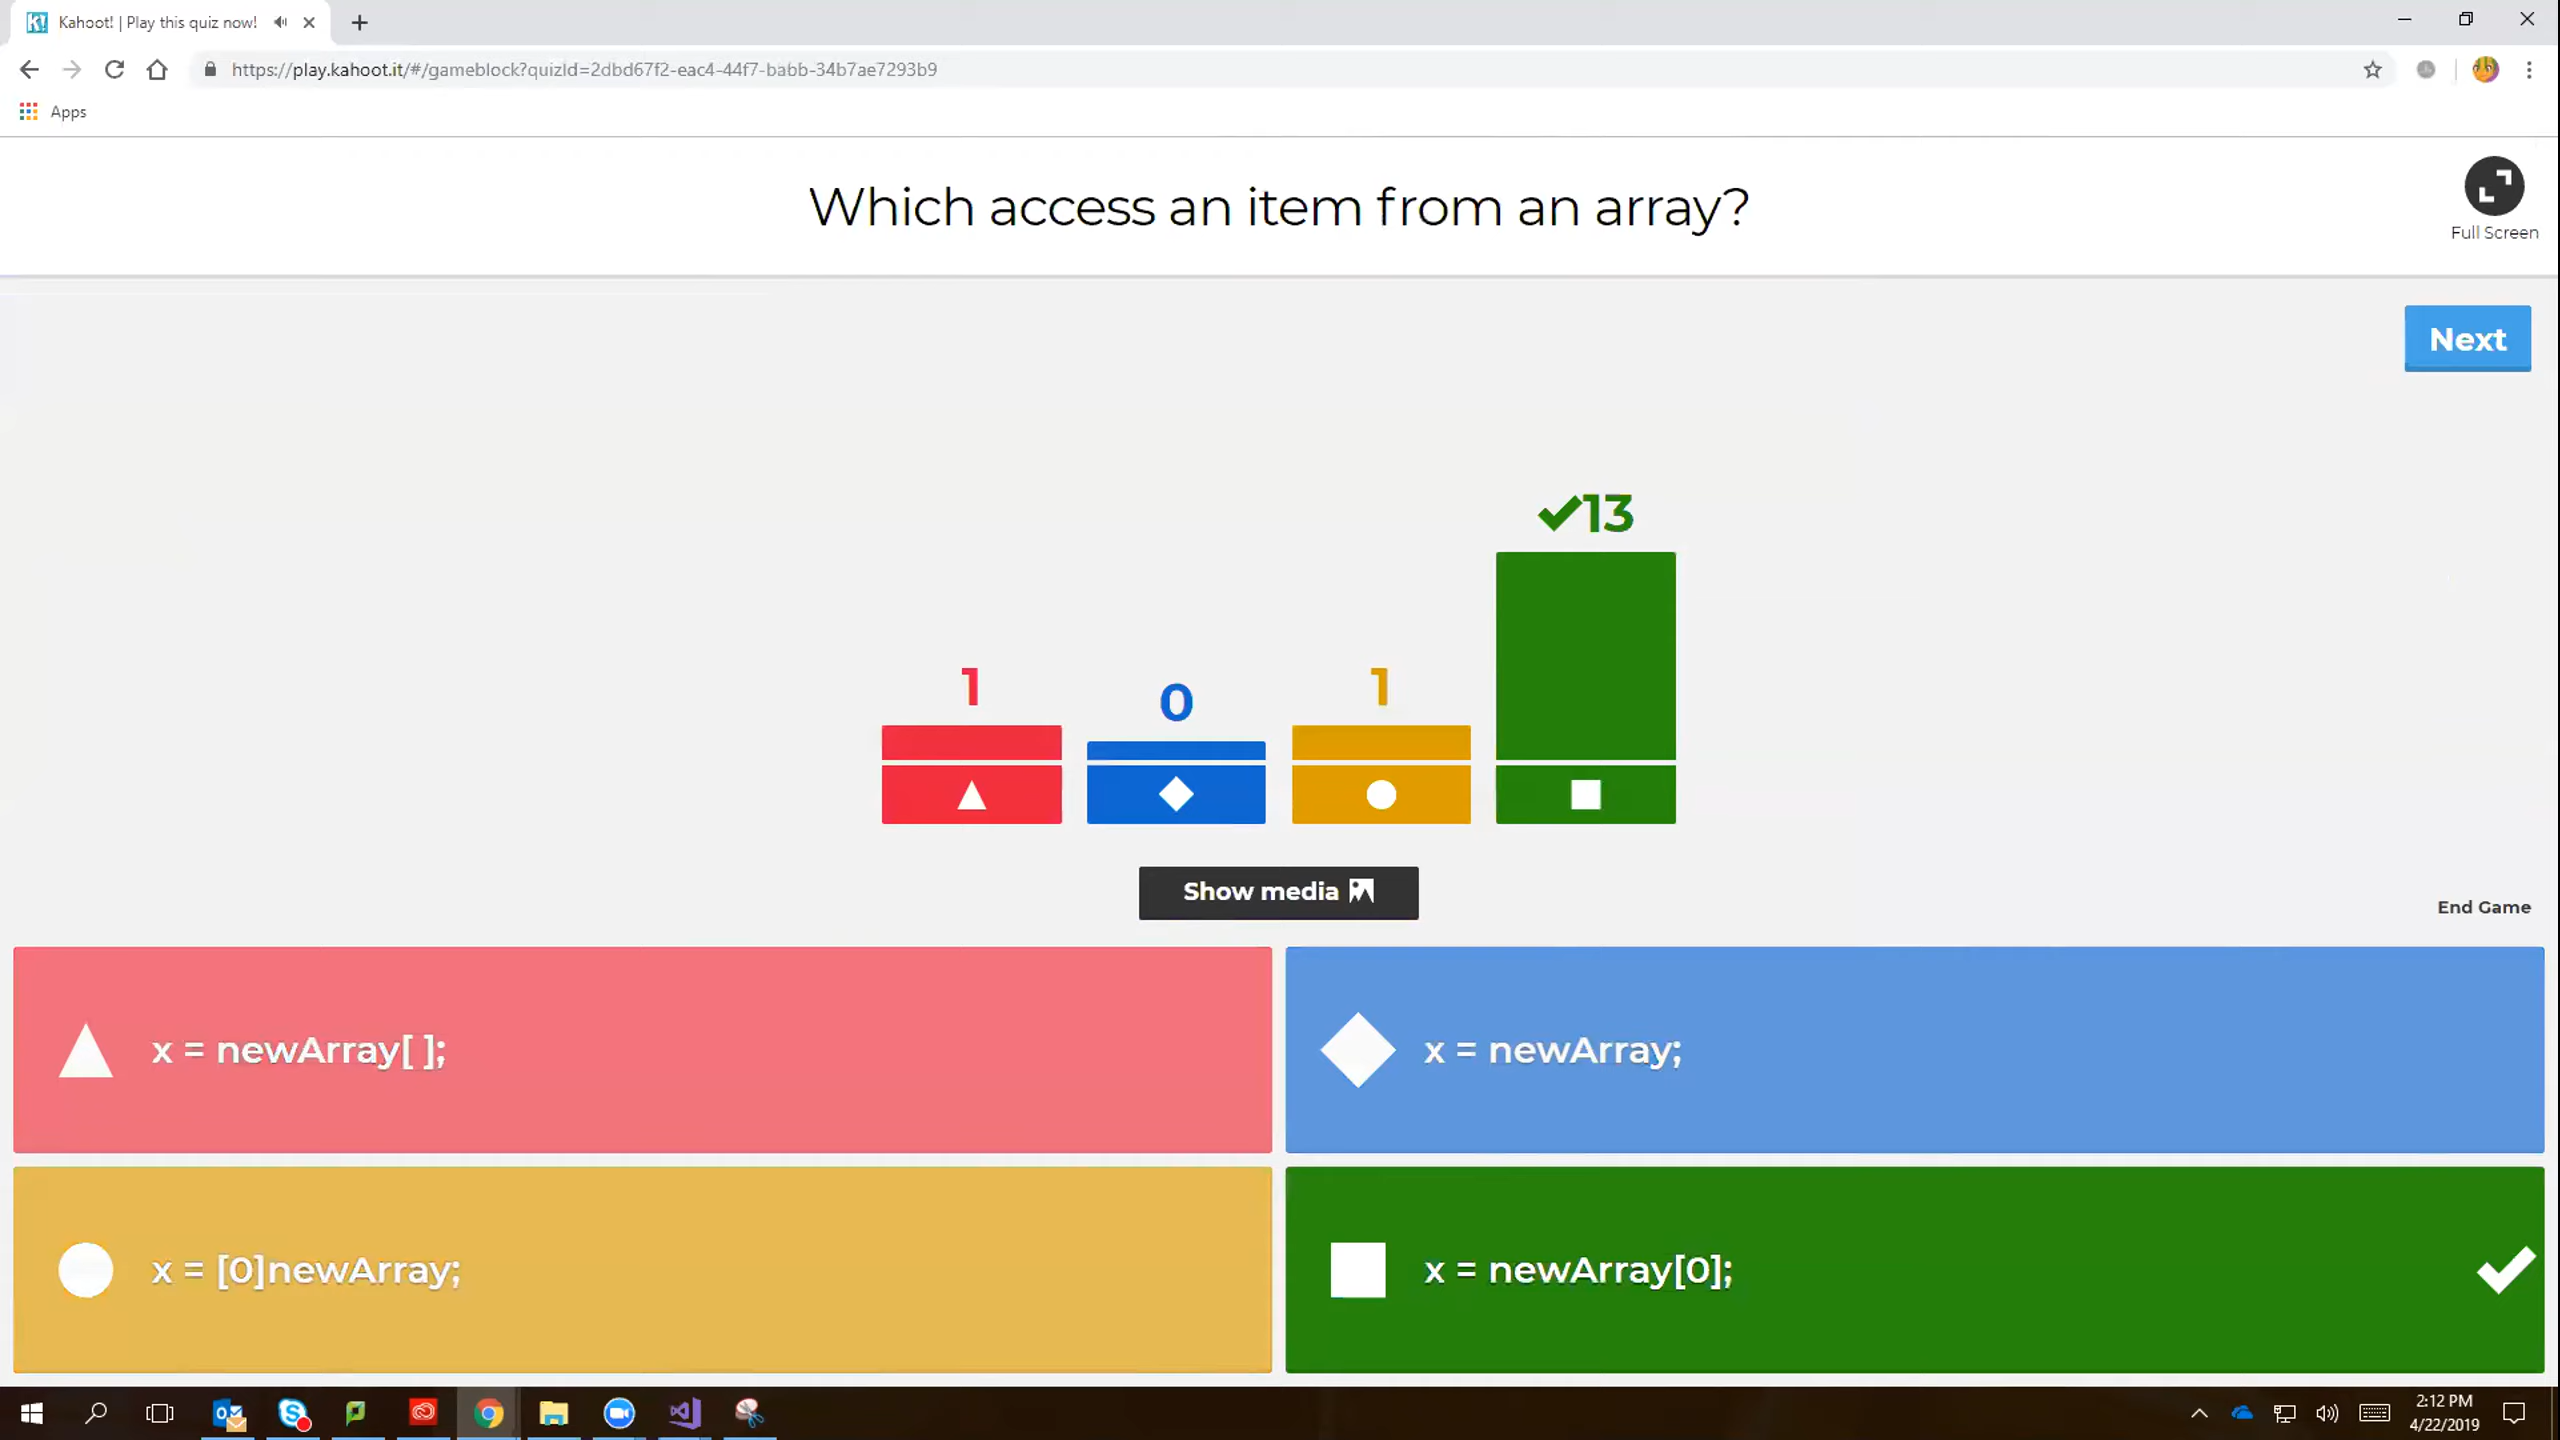 Kahoot! | Play this quiz now!
https://play.kahoot.it/#/gameblock?quizId=2dbd67f2-eac4-44f7-babb-34b7ae7293b9
Apps
Which access an item from an array?
Full Screen
Next
13
1
0
1
Show media
End Game
x = newArray[ ];
x = newArray;
x = [0]newArray;
x = newArray[0];
2:12 PM
4/22/2019